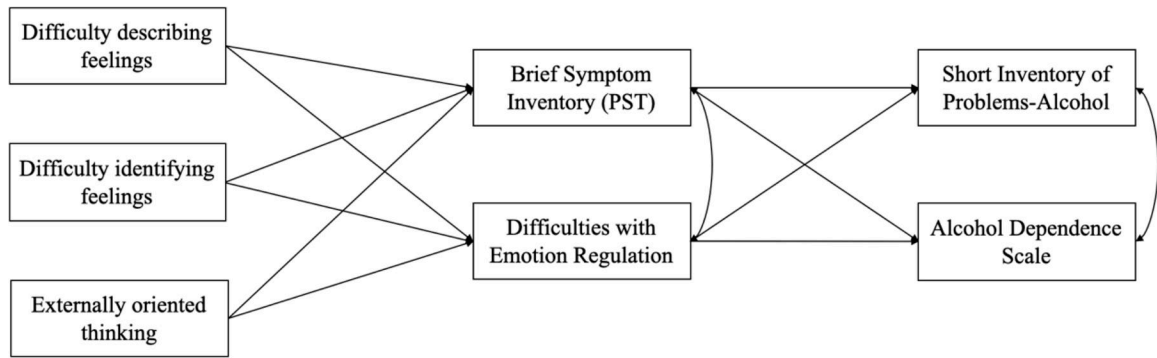 Difficulty describing
feelings
Difficulty identifying
feelings
Externally oriented
thinking
Brief Symptom
Inventory (PST)
Difficulties with
Emotion Regulation
Short Inventory of
Problems-Alcohol
Alcohol Dependence
Scale